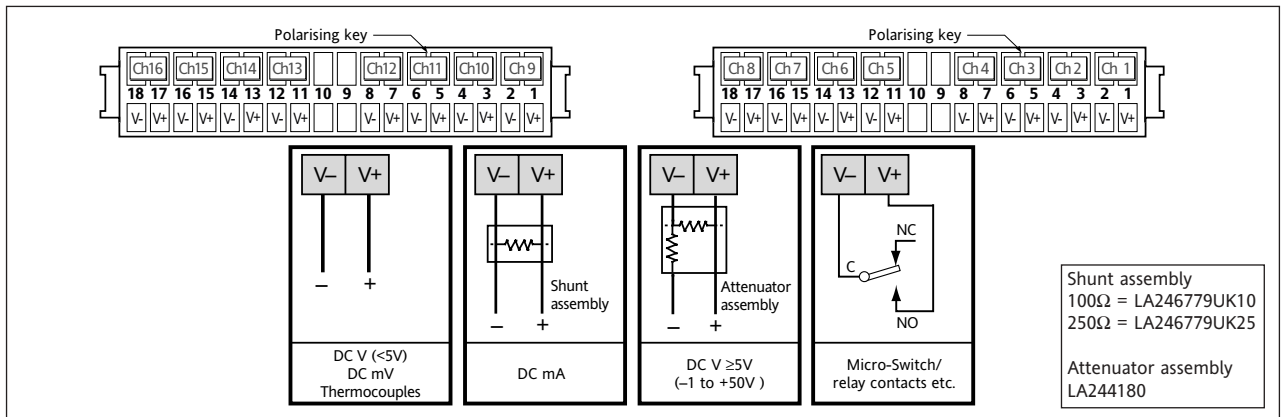 Polarising key
Ch16 Ch15 Ch14 Ch13 Ch12 Ch11 Ch10 Ch9
18 17 16 15 14 13 12 11 10 9 8 7 6 5 4 3 2 1
V- V+ V- V+ V- V+ V- V+ V- V+ V- V+ V- V+ V- V+
Polarising key
Ch8 Ch7 Ch6 Ch5 Ch4 Ch3 Ch2 Ch 1
18 17 16 15 14 13 12 11 10 9 8 7 6 5 4 3 2 1
V- V+ V- V+ V- V+ V- V+ V- V+ V- V+ V- V+ V- V+
V– V+
– +
DC V (<5V)
DC mV
Thermocouples
V– V+
Shunt
assembly
– +
DC mA
V– V+
Attenuator
assembly
– +
DC V ≥5V
(–1 to +50V )
V– V+
NC
C
NO
Micro-Switch/
relay contacts etc.
Shunt assembly
100Ω = LA246779UK10
250Ω = LA246779UK25
Attenuator assembly
LA244180